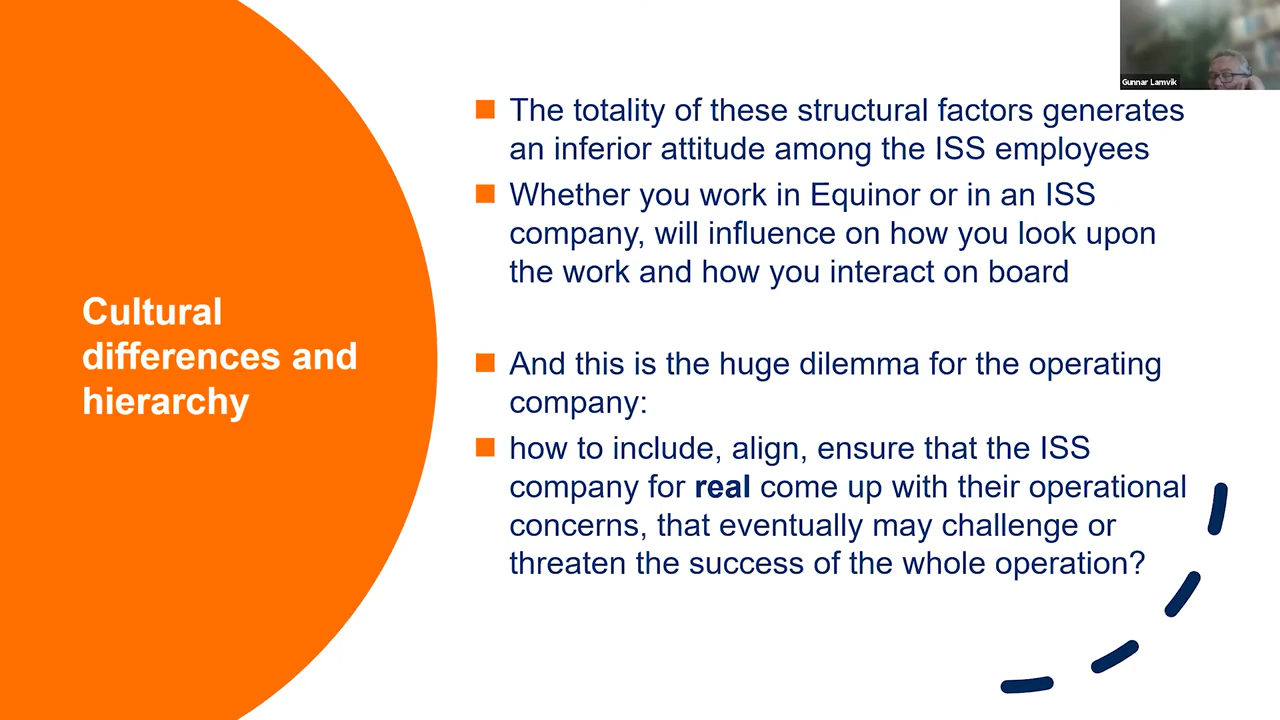 Gunnar Lamvik
Cultural
differences and
hierarchy
The totality of these structural factors generates
an inferior attitude among the ISS employees
Whether you work in Equinor or in an ISS
company, will influence on how you look upon
the work and how you interact on board
And this is the huge dilemma for the operating
company:
how to include, align, ensure that the ISS
company for real come up with their operational
concerns, that eventually may challenge or
threaten the success of the whole operation?